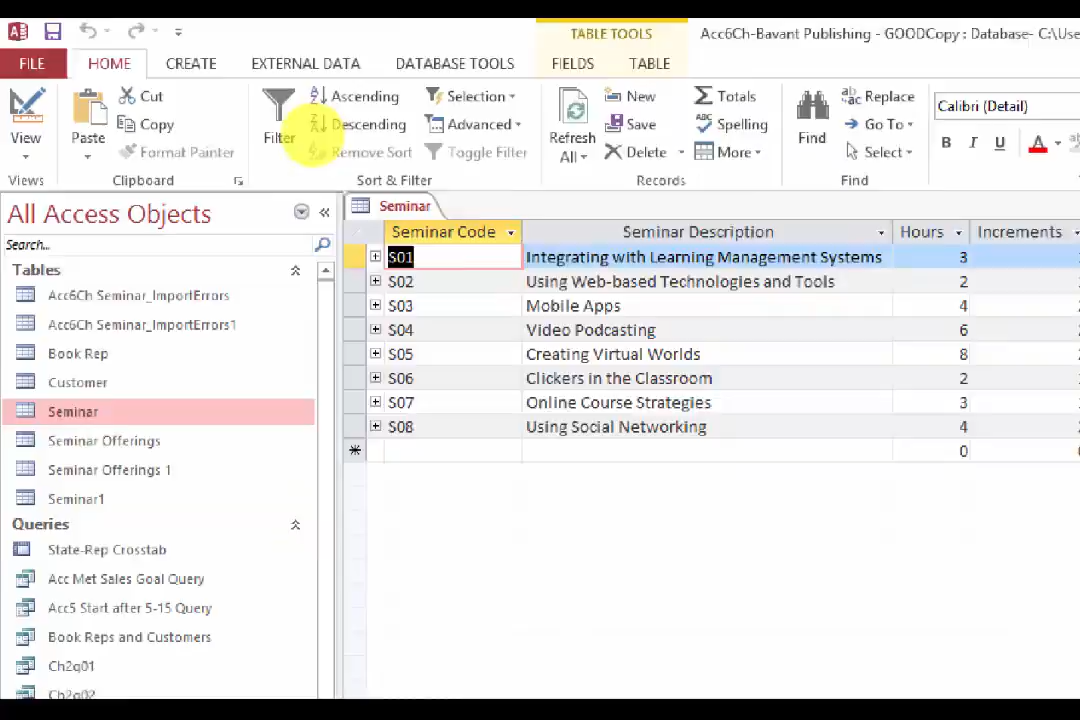 TABLE TOOLS
Acc6Ch-Bavant Publishing - GOODCopy : Database- C:\Use
FILE HOME CREATE EXTERNAL DATA DATABASE TOOLS FIELDS TABLE
View
Views
Paste
Cut
Copy
Format Painter
Clipboard
Filter
Ascending
Descending
Remove Sort
Selection
Advanced
Toggle Filter
Sort & Filter
Refresh
All
New
Save
Delete
Totals
Spelling
More
Records
Find
Replace
Go To
Select
Find
Calibri (Detail)
B I U A
All Access Objects
Search...
Tables
Acc6Ch Seminar_ImportErrors
Acc6Ch Seminar_ImportErrors1
Book Rep
Customer
Seminar
Seminar Offerings
Seminar Offerings 1
Seminar1
Queries
State-Rep Crosstab
Acc Met Sales Goal Query
Acc5 Start after 5-15 Query
Book Reps and Customers
Ch2q01
Ch2q02
Seminar
Seminar Code Seminar Description Hours Increments
S01 Integrating with Learning Management Systems 3
S02 Using Web-based Technologies and Tools 2
S03 Mobile Apps 4
S04 Video Podcasting 6
S05 Creating Virtual Worlds 8
S06 Clickers in the Classroom 2
S07 Online Course Strategies 3
S08 Using Social Networking 4
0